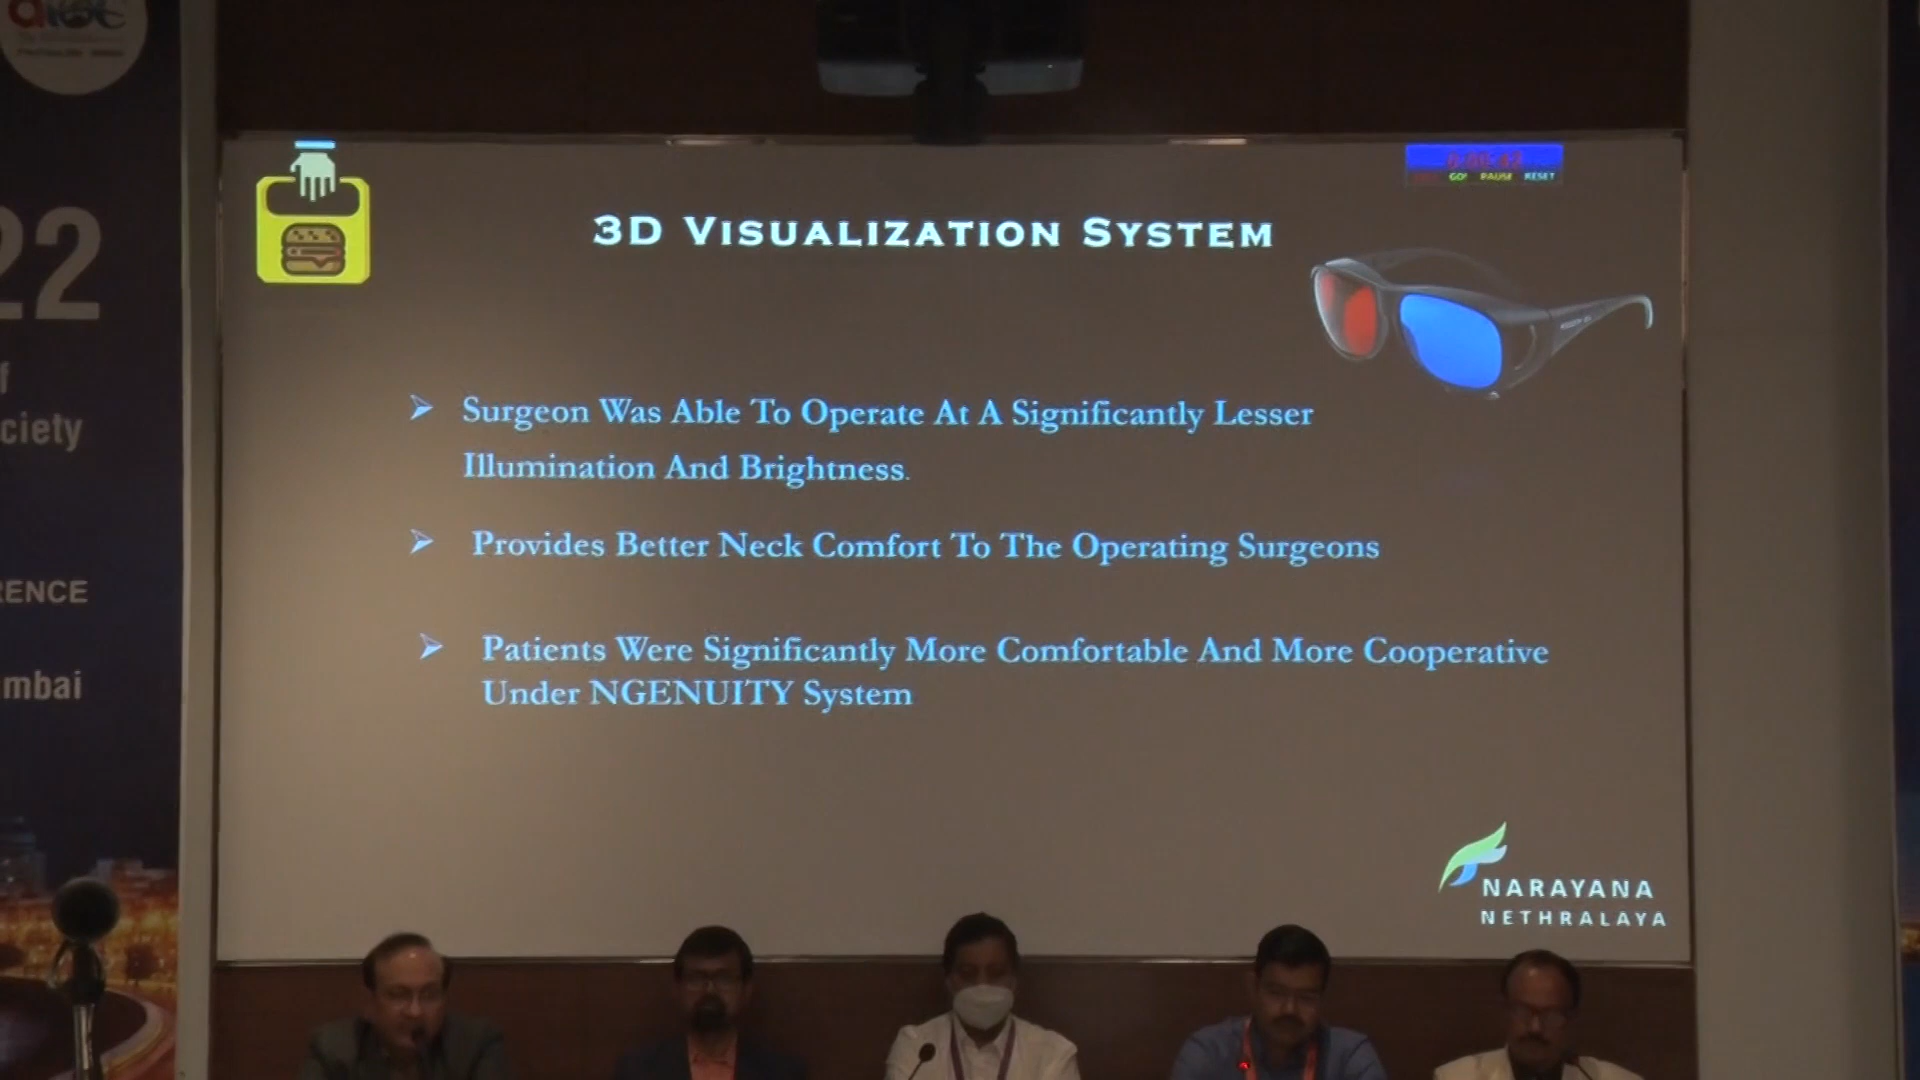 22
ciety
RENCE
mbai
GO! PAUSE RESET
3D VISUALIZATION SYSTEM
Surgeon Was Able To Operate At A Significantly Lesser
Illumination And Brightness.
Provides Better Neck Comfort To The Operating Surgeons
Patients Were Significantly More Comfortable And More Cooperative
Under NGENUITY System
NARAYANA
NETHRALAYA